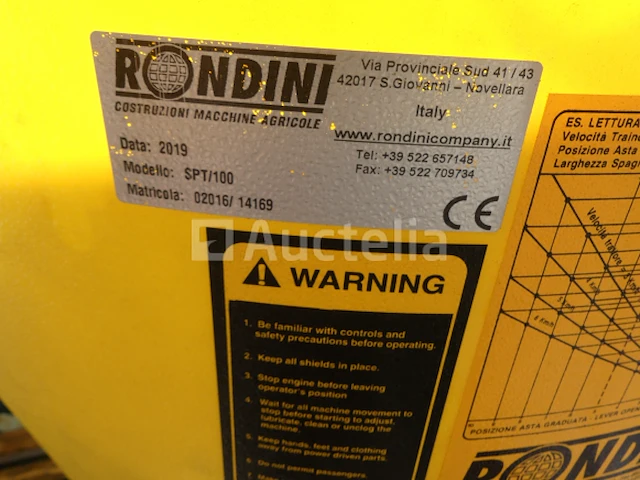 RONDINI
COSTRUZIONI MACCHINE AGRICOLE
Via Provinciale Sud 41/43
42017 S.Giovanni – Novellara
Italy
www.rondinicompany.it
Tel: +39 522 657148
Fax: +39 522 709734
Data: 2019
Modello: SPT/100
Matricola: 02016/ 14169
CE
Auctelia
WARNING
1. Be familiar with controls and
safety precautions before operating.
2. Keep all shields in place.
3. Stop engine before leaving
operator's position
4. Wait for all machine movement to
stop before starting to adjust,
lubricate, clean or unclog the
machine.
5. Keep hands, feet and clothing
away from power driven parts.
6. Do not permit passengers.
ES. LETTURA
Velocità
Posizione Asta
Larghezza
Velocità
POSIZIONE ASTA GRADUATA - LEVER
RONDINI